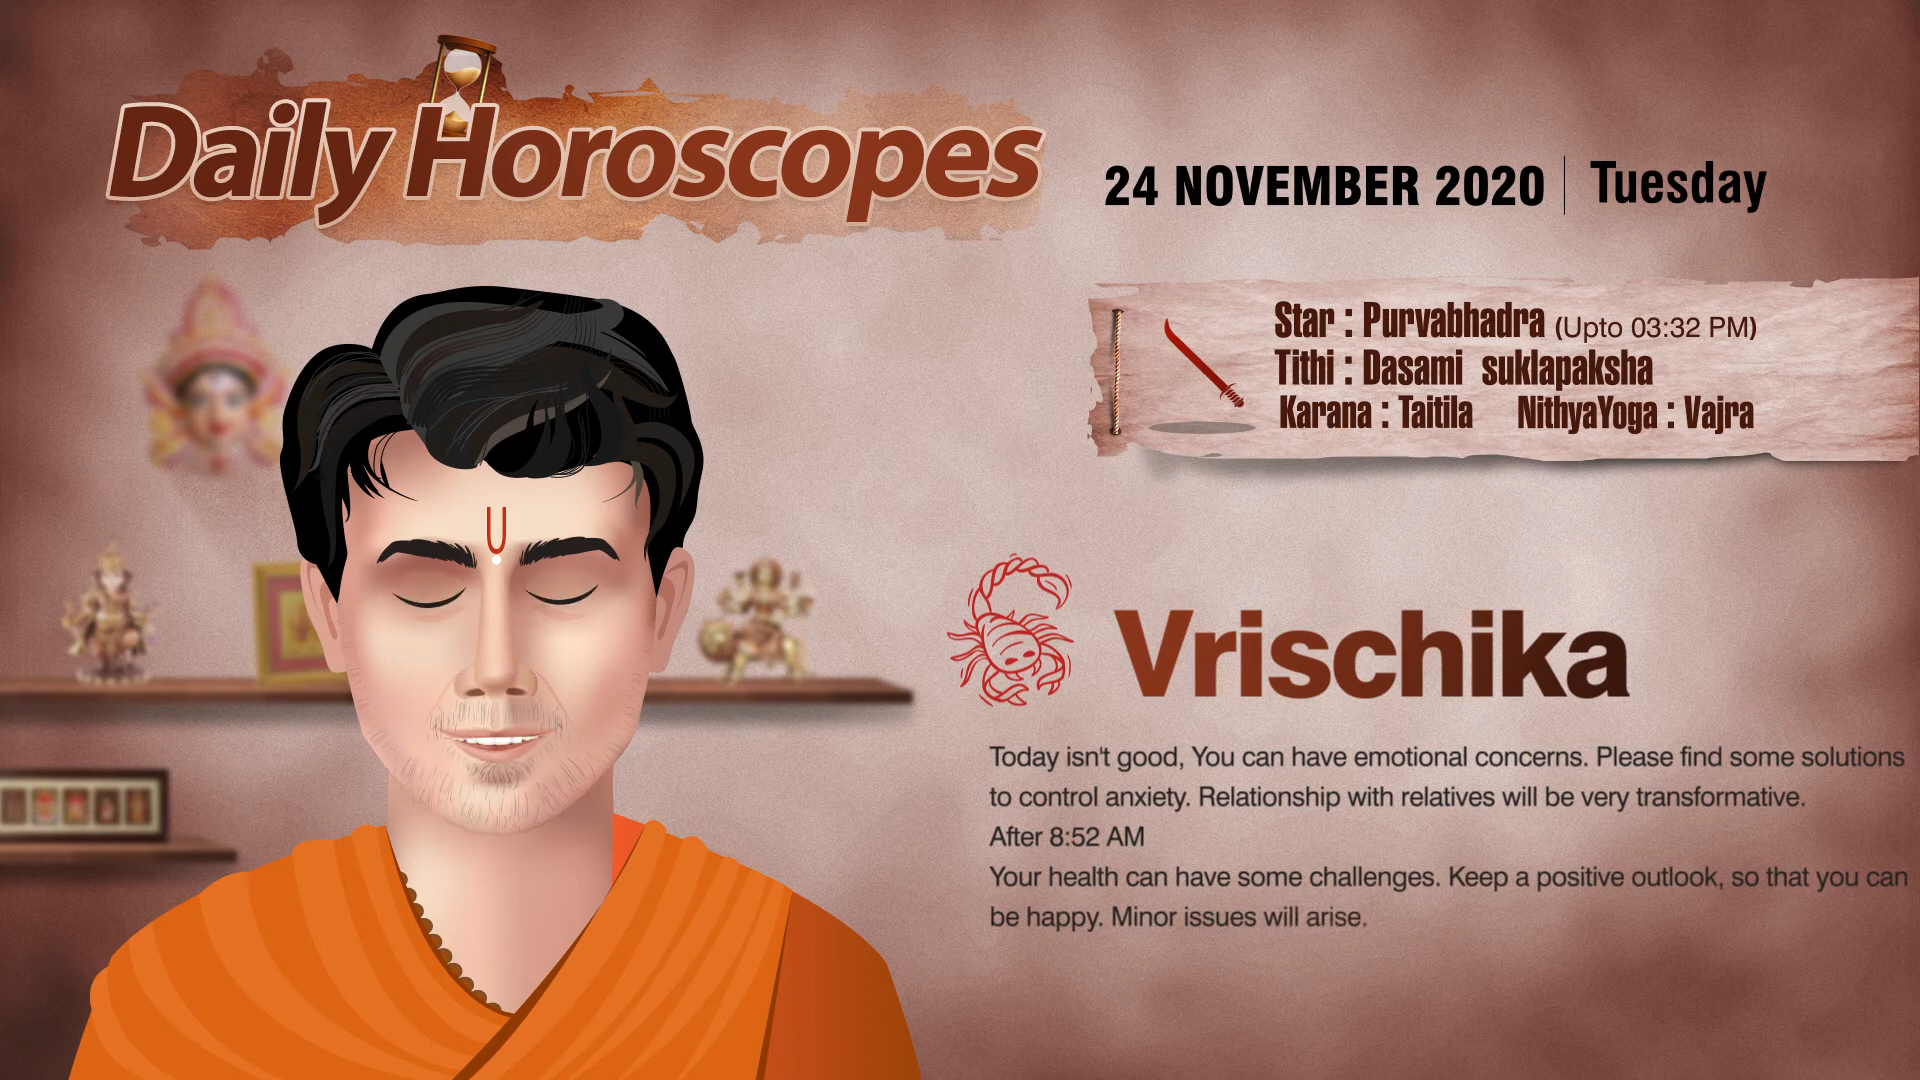 Daily Horoscopes
24 NOVEMBER 2020 | Tuesday
Star : Purvabhadra (Upto 03:32 PM)
Tithi : Dasami suklapaksha
Karana : Taitila NithyaYoga : Vajra
Vrischika
Today isn't good, You can have emotional concerns. Please find some solutions
to control anxiety. Relationship with relatives will be very transformative.
After 8:52 AM
Your health can have some challenges. Keep a positive outlook, so that you can
be happy. Minor issues will arise.